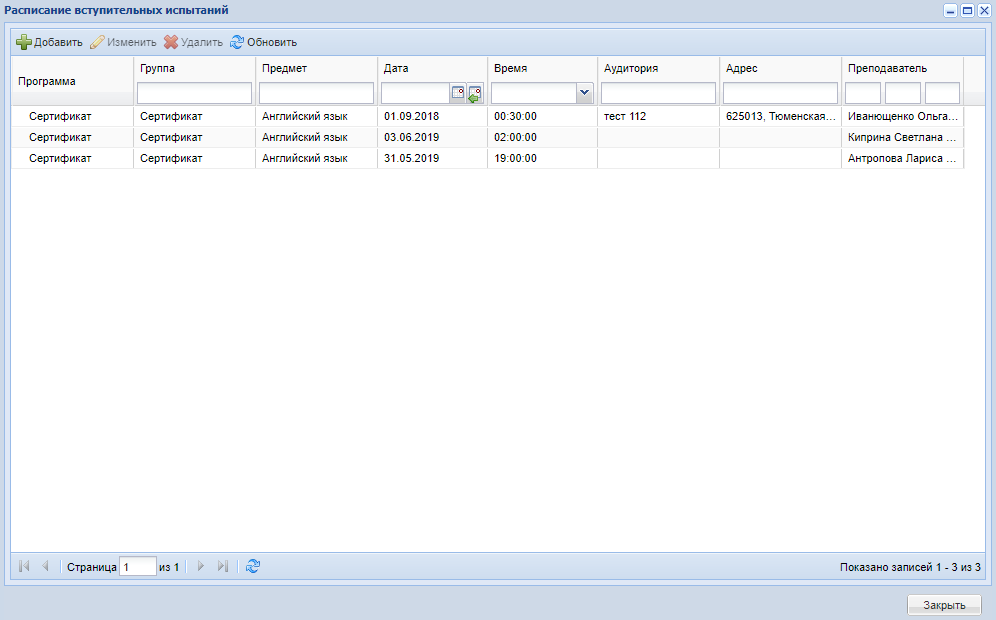 Расписание вступительных испытаний
Добавить Изменить Удалить Обновить
Программа Группа Предмет Дата Время Аудитория Адрес Преподаватель
Сертификат Сертификат Английский язык 01.09.2018 00:30:00 тест 112 625013, Тюменская... Иванющенко Ольга...
Сертификат Сертификат Английский язык 03.06.2019 02:00:00 Киприна Светлана ...
Сертификат Сертификат Английский язык 31.05.2019 19:00:00 Антропова Лариса ...
Страница 1 из 1 Показано записей 1 - 3 из 3
Закрыть